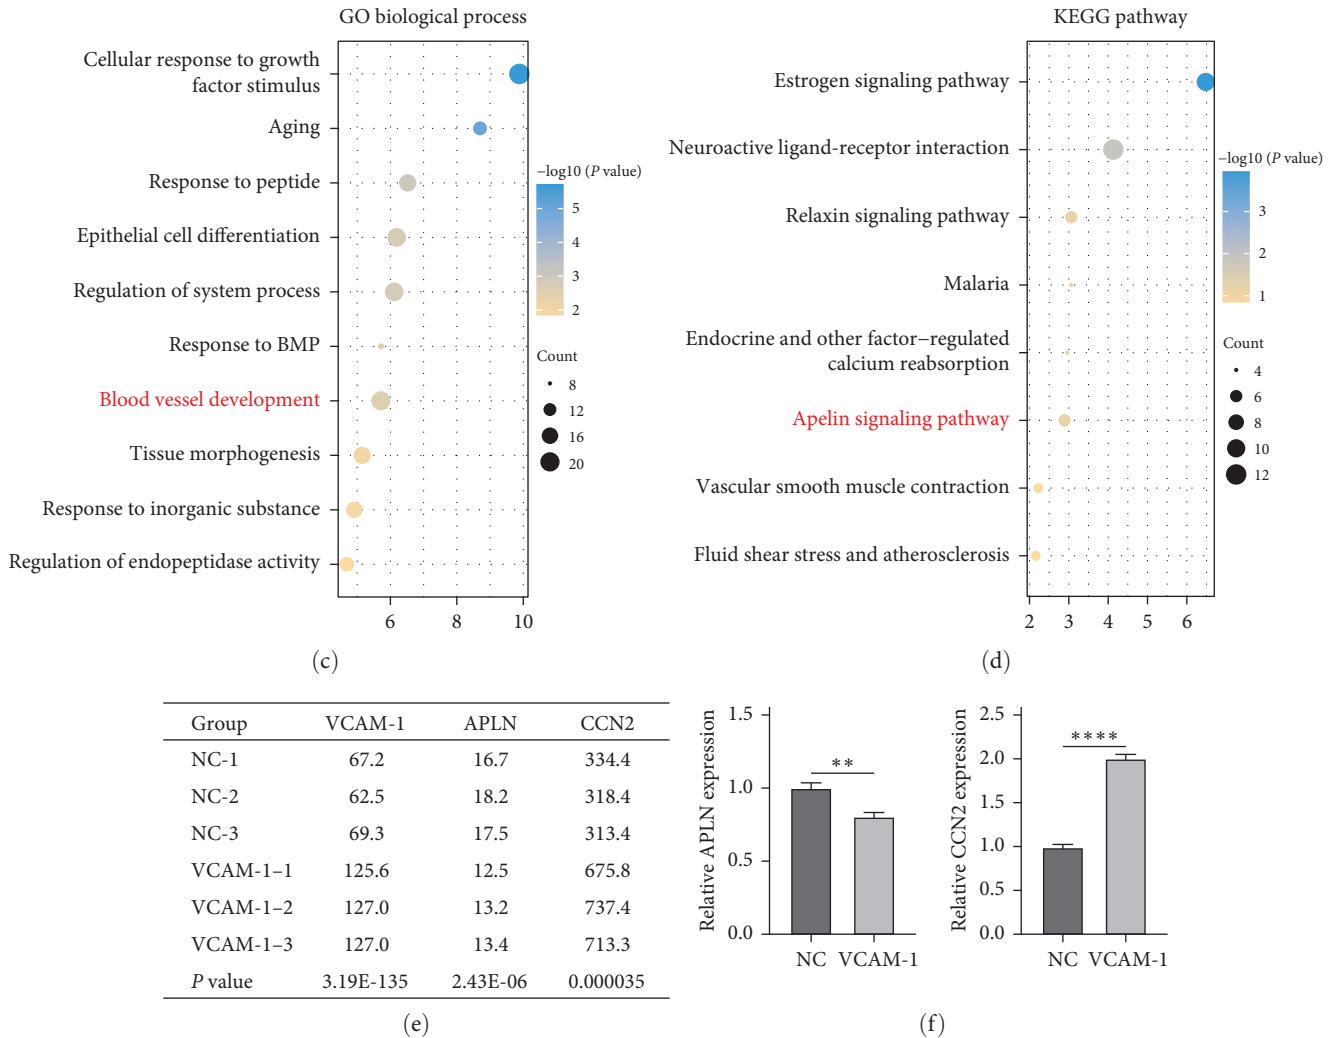 GO biological process
Cellular response to growth
factor stimulus
Aging
Response to peptide
Epithelial cell differentiation
Regulation of system process
Response to BMP
Blood vessel development
Tissue morphogenesis
Response to inorganic substance
Regulation of endopeptidase activity
6 8 10
−log10 (P value)
5
4
3
2
Count
8
12
16
20
(c)
KEGG pathway
Estrogen signaling pathway
Neuroactive ligand-receptor interaction
Relaxin signaling pathway
Malaria
Endocrine and other factor−regulated
calcium reabsorption
Apelin signaling pathway
Vascular smooth muscle contraction
Fluid shear stress and atherosclerosis
2 3 4 5 6
−log10 (P value)
3
2
1
Count
4
6
8
10
12
(d)
Group VCAM-1 APLN CCN2
NC-1 67.2 16.7 334.4
NC-2 62.5 18.2 318.4
NC-3 69.3 17.5 313.4
VCAM-1–1 125.6 12.5 675.8
VCAM-1–2 127.0 13.2 737.4
VCAM-1–3 127.0 13.4 713.3
P value 3.19E-135 2.43E-06 0.000035
(e)
Relative APLN expression
1.5
1.0
0.5
0.0
**
NC VCAM-1
Relative CCN2 expression
2.5
2.0
1.5
1.0
0.5
0.0
****
NC VCAM-1
(f)